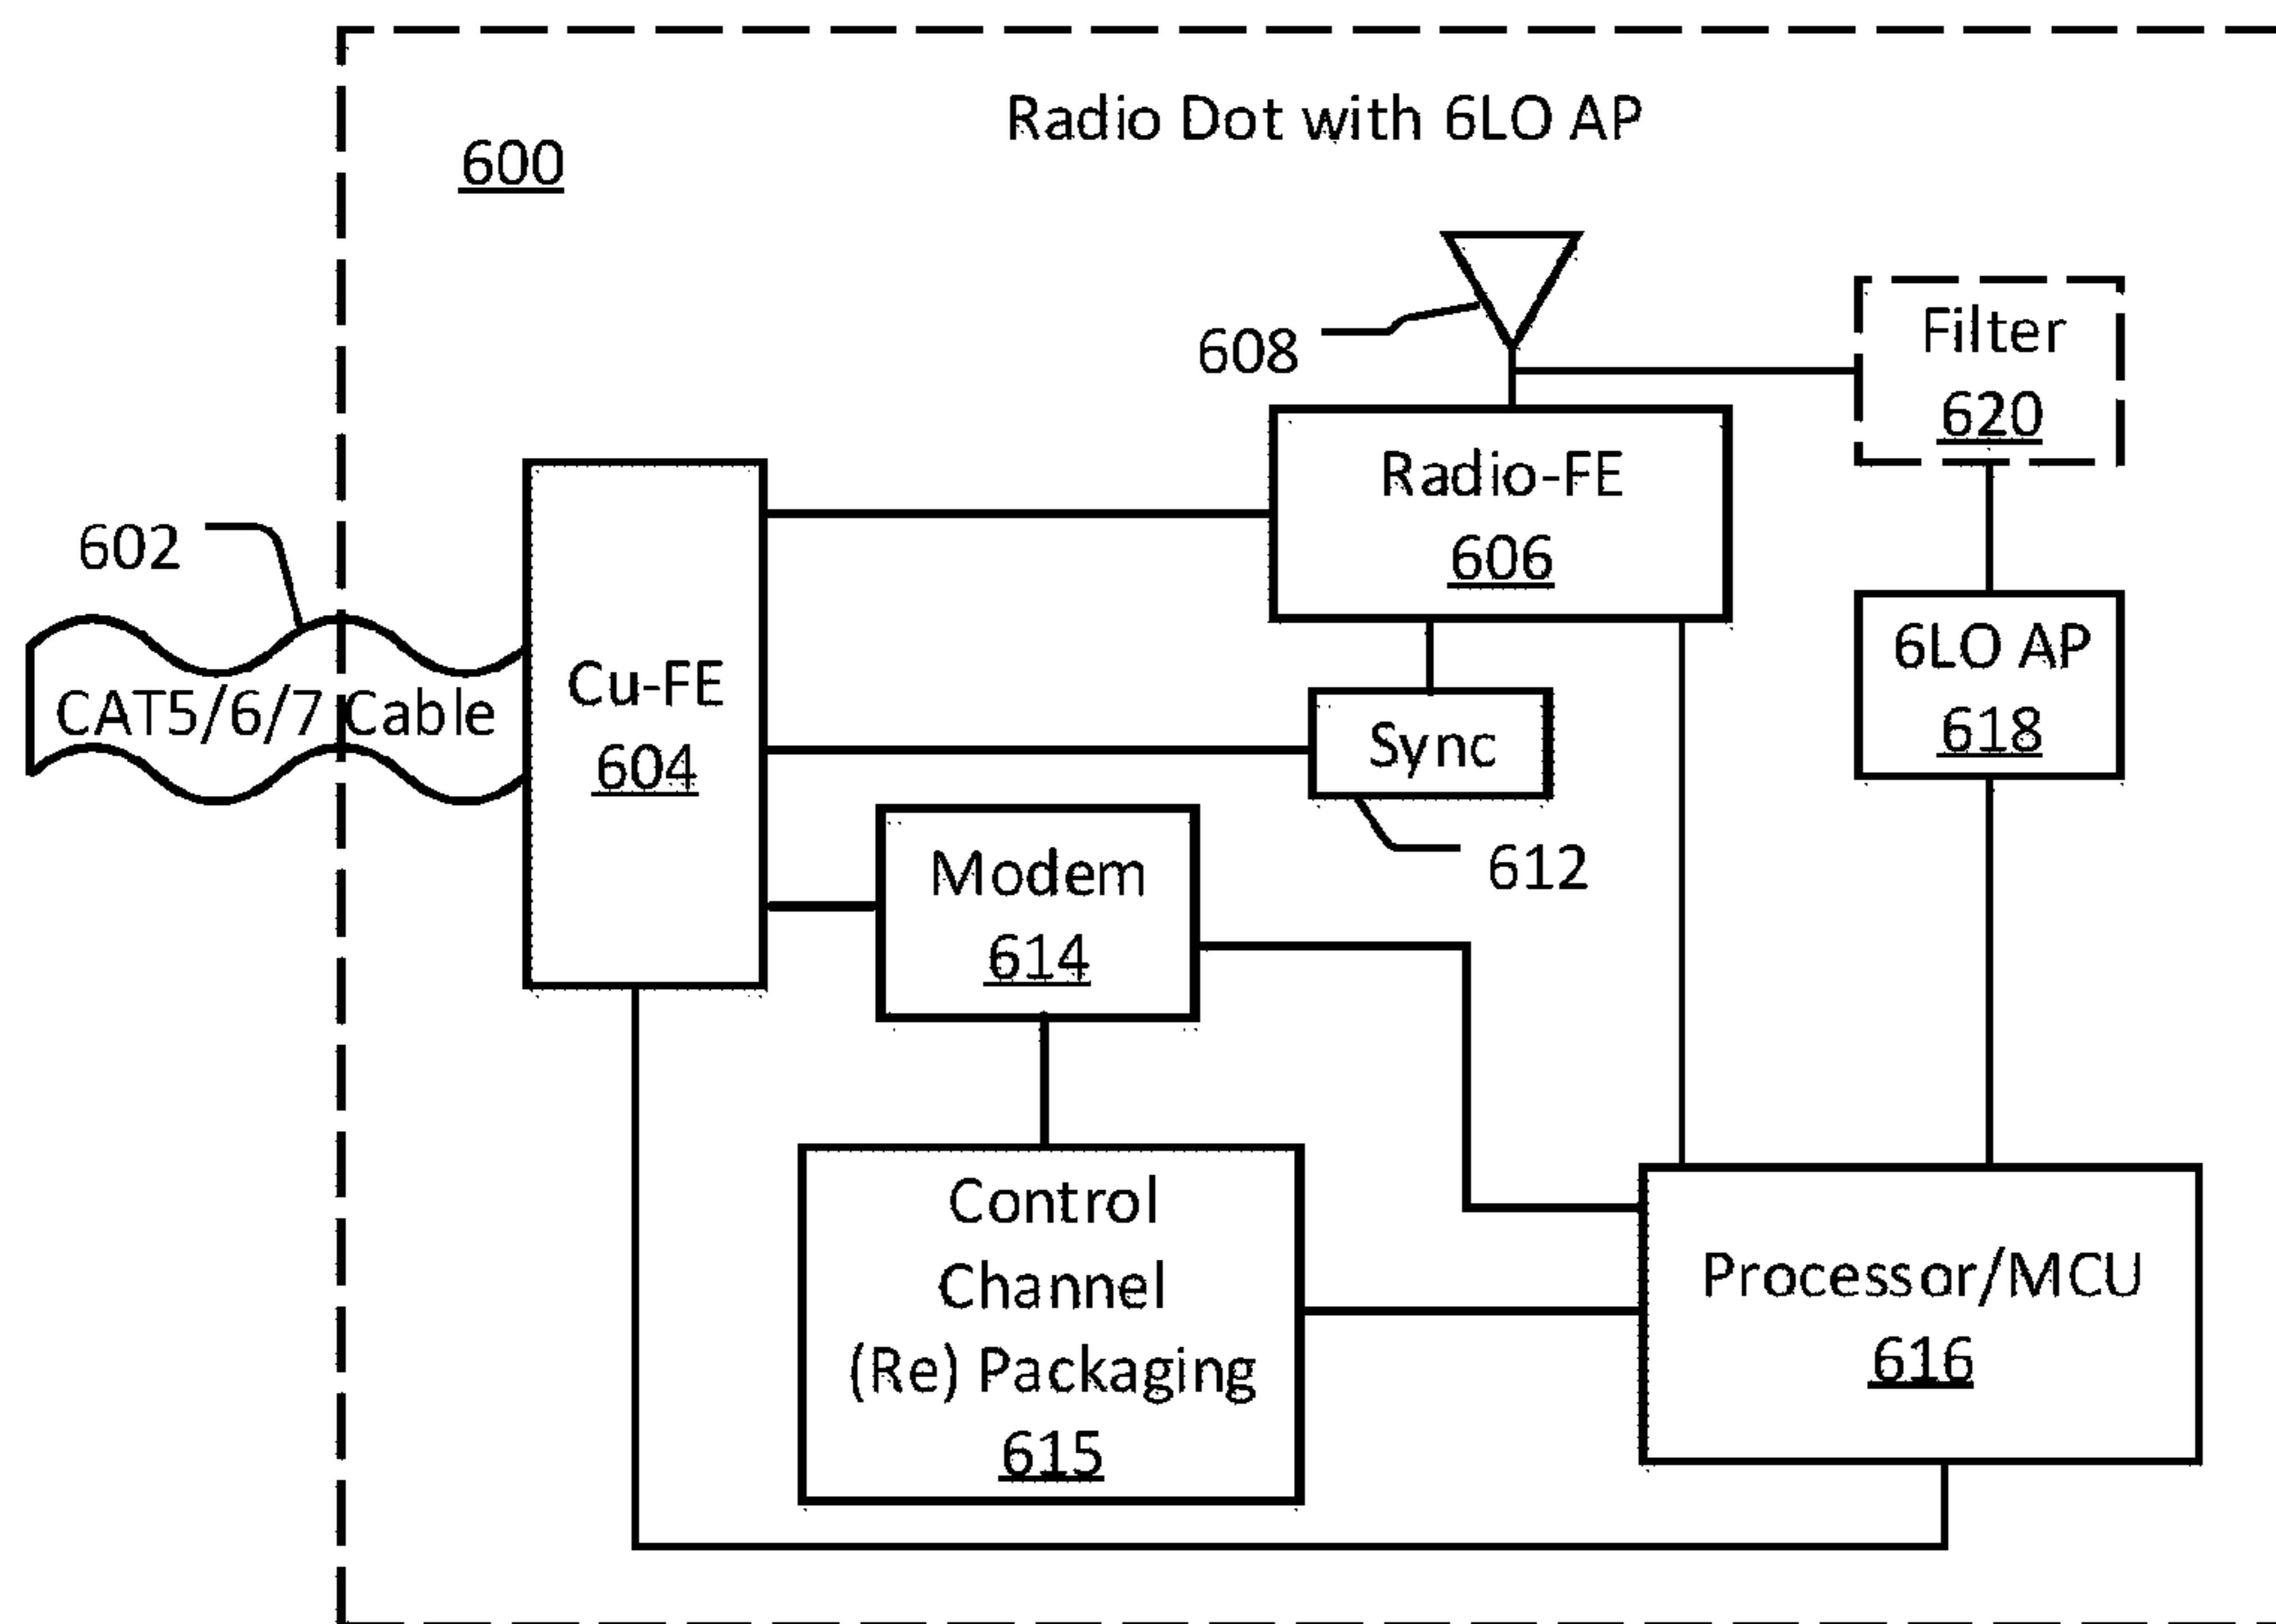 Radio Dot with 6LO AP
600
608
Filter
620
Radio-FE
606
602
CAT5/6/7 Cable
Cu-FE
604
6LO AP
618
Sync
612
Modem
614
Control
Channel
(Re) Packaging
615
Processor/MCU
616